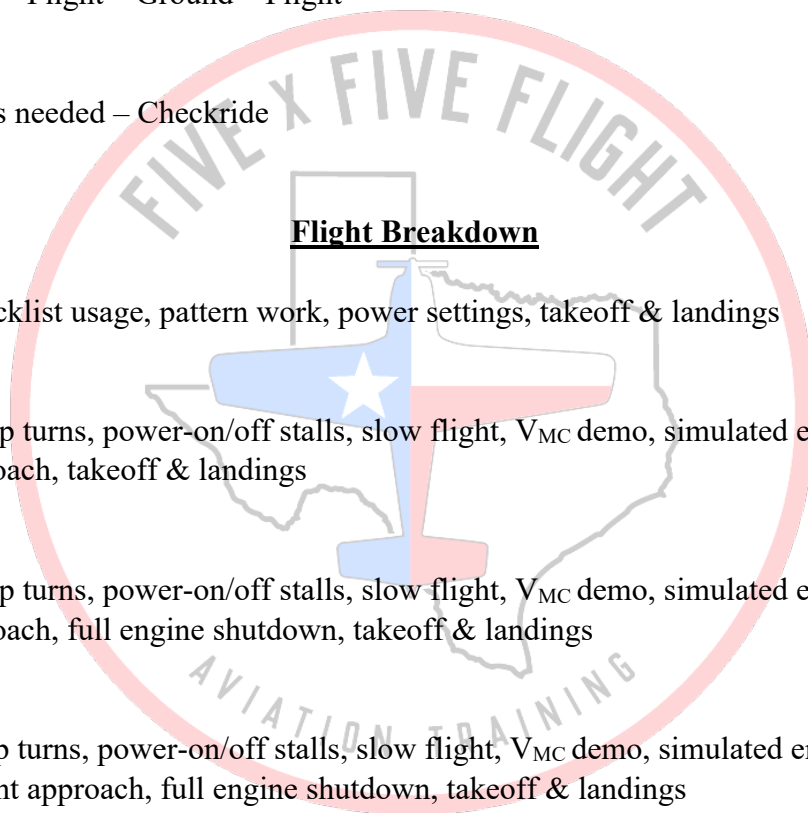 Flight – Ground – Flight
s needed – Checkride
FIVE X FIVE FLIGHT
Flight Breakdown
cklist usage, pattern work, power settings, takeoff & landings
p turns, power-on/off stalls, slow flight, VMC demo, simulated e
oach, takeoff & landings
p turns, power-on/off stalls, slow flight, VMC demo, simulated e
oach, full engine shutdown, takeoff & landings
AVIATION TRAINING
p turns, power-on/off stalls, slow flight, VMC demo, simulated en
nt approach, full engine shutdown, takeoff & landings